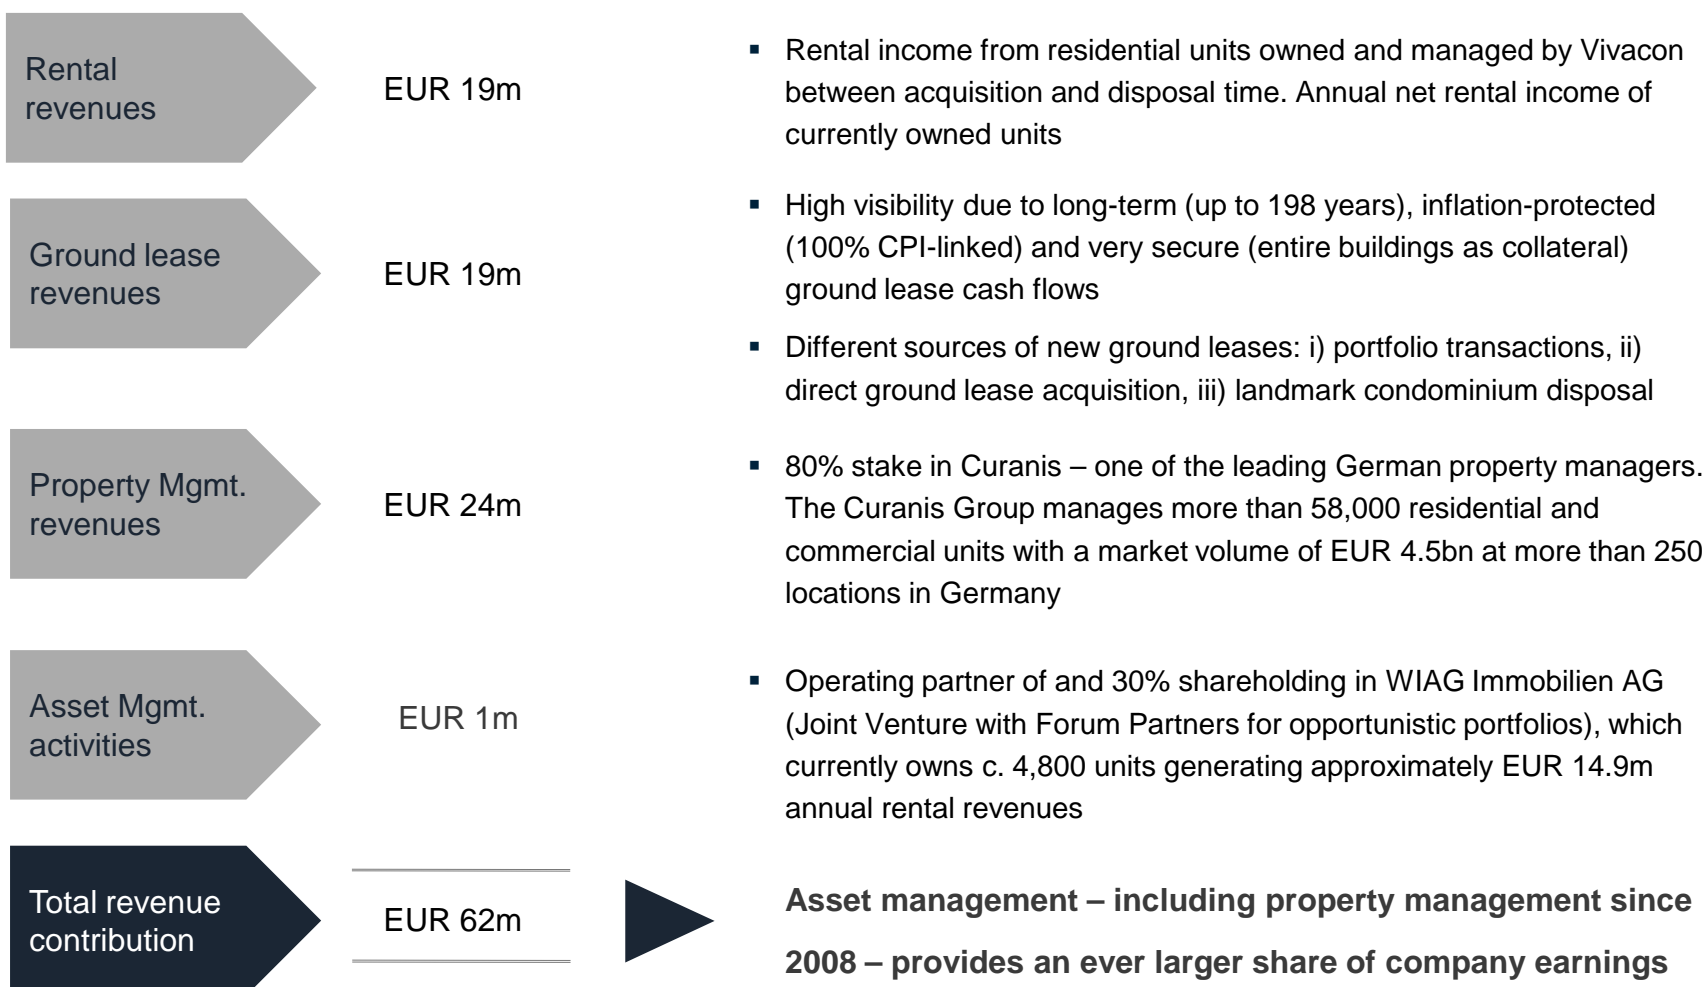 Rental
revenues
EUR 19m
▪ Rental income from residential units owned and managed by Vivacon
between acquisition and disposal time. Annual net rental income of
currently owned units
Ground lease
revenues
EUR 19m
▪ High visibility due to long-term (up to 198 years), inflation-protected
(100% CPI-linked) and very secure (entire buildings as collateral)
ground lease cash flows
▪ Different sources of new ground leases: i) portfolio transactions, ii)
direct ground lease acquisition, iii) landmark condominium disposal
Property Mgmt.
revenues
EUR 24m
▪ 80% stake in Curanis – one of the leading German property managers.
The Curanis Group manages more than 58,000 residential and
commercial units with a market volume of EUR 4.5bn at more than 250
locations in Germany
Asset Mgmt.
activities
EUR 1m
▪ Operating partner of and 30% shareholding in WIAG Immobilien AG
(Joint Venture with Forum Partners for opportunistic portfolios), which
currently owns c. 4,800 units generating approximately EUR 14.9m
annual rental revenues
Total revenue
contribution
EUR 62m
Asset management – including property management since
2008 – provides an ever larger share of company earnings